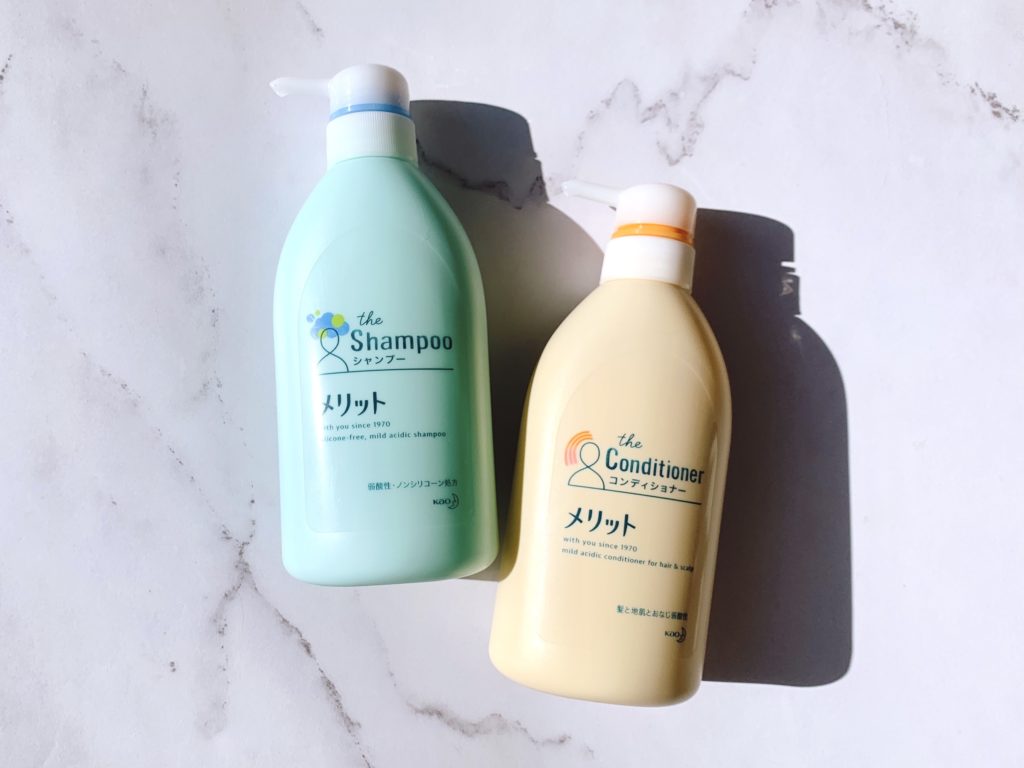 the
Shampoo
シャンプー
メリット
with you since 1970
silicone-free, mild acidic shampoo
弱酸性・ノンシリコーン処方
Kao
the
Conditioner
コンディショナー
メリット
with you since 1970
mild acidic conditioner for hair & scalp
髪と地肌とおなじ弱酸性
Kao